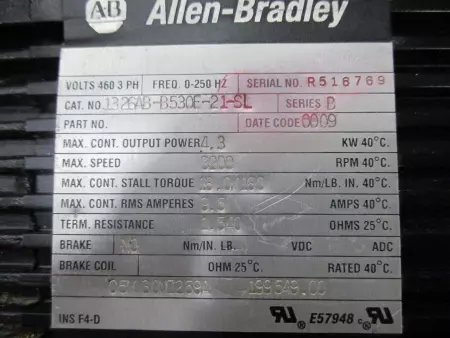 A-B Allen-Bradley
VOLTS 460 3 PH FREQ. 0-250 HZ SERIAL NO. R516769
CAT. NO. 1326AB-B530E-21-SL SERIES B
PART NO. DATE CODE 0009
MAX. CONT. OUTPUT POWER 4.3 KW 40°C.
MAX. SPEED RPM 40°C.
MAX. CONT. STALL TORQUE Nm/LB. IN. 40°C.
MAX. CONT. RMS AMPERES AMPS 40°C.
TERM. RESISTANCE OHMS 25°C.
BRAKE NO Nm/IN. LB. VDC ADC
BRAKE COIL OHM 25°C. RATED 40°C.
199549.00
INS F4-D E57948